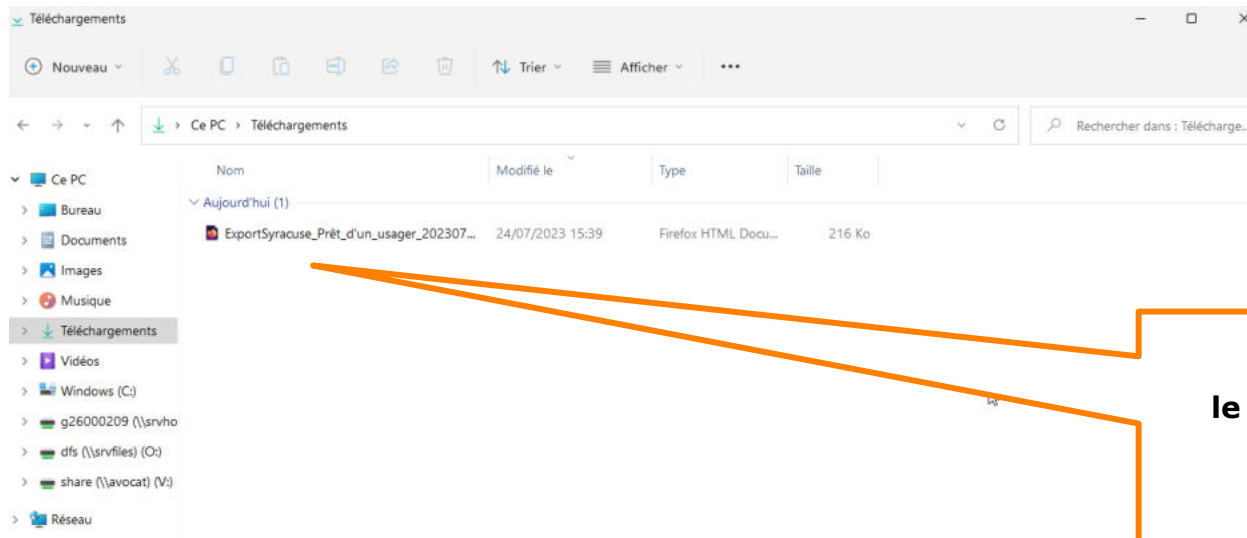 Téléchargements
Nouveau
Trier
Afficher
Ce PC > Téléchargements
Rechercher dans : Télécharge...
Nom Modifié le Type Taille
Ce PC
Aujourd'hui (1)
Bureau
ExportSyracuse_Prêt_d'un_usager_202307... 24/07/2023 15:39 Firefox HTML Docu... 216 Ko
Documents
Images
Musique
Téléchargements
Vidéos
Windows (C:)
le
g26000209 (\\srvho
dfs (\\srvfiles) (O:)
share (\\avocat) (V:)
Réseau